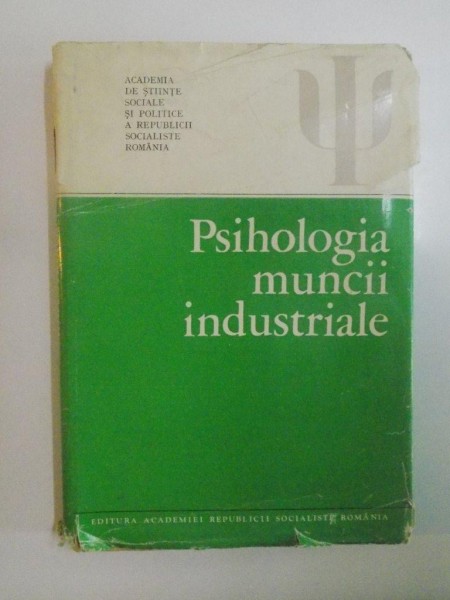 ACADEMIA
DE ȘTIINȚE
SOCIALE
ȘI POLITICE
A REPUBLICII
SOCIALISTE
ROMÂNIA
Ψ
Psihologia
muncii
industriale
EDITURA ACADEMIEI REPUBLICII SOCIALISTE ROMÂNIA